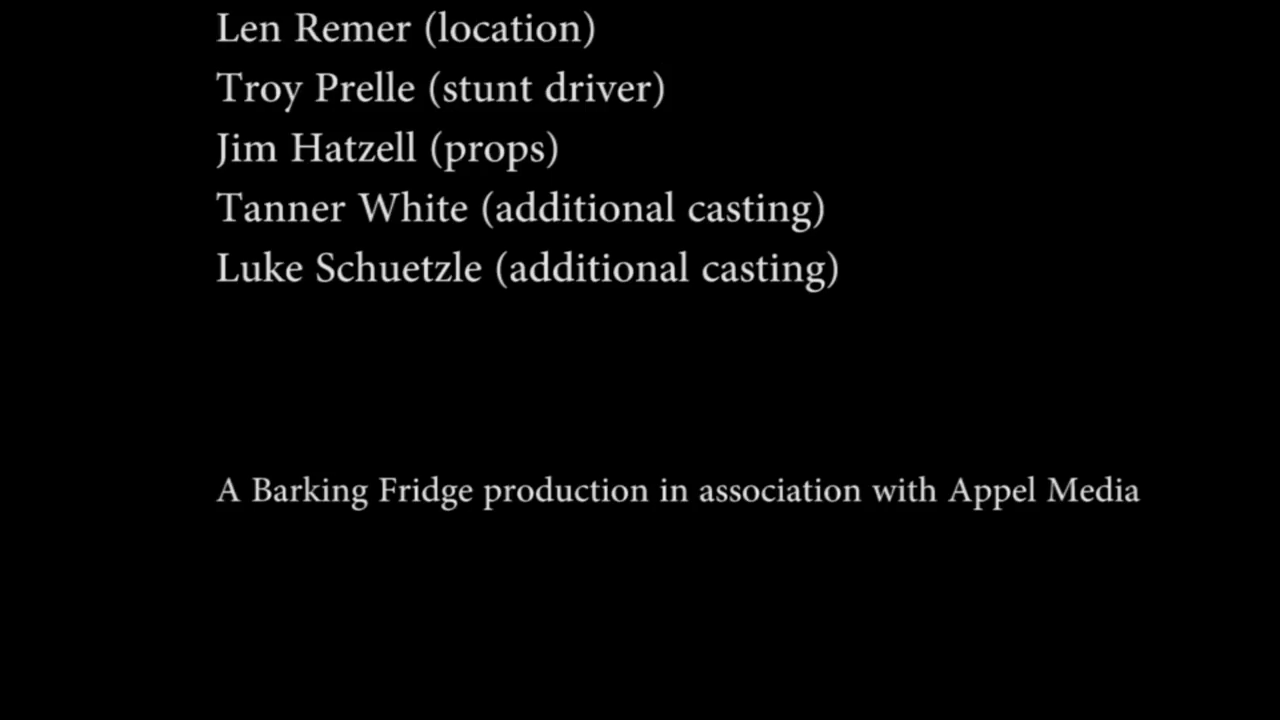 Len Remer (location)
Troy Prelle (stunt driver)
Jim Hatzell (props)
Tanner White (additional casting)
Luke Schuetzle (additional casting)
A Barking Fridge production in association with Appel Media